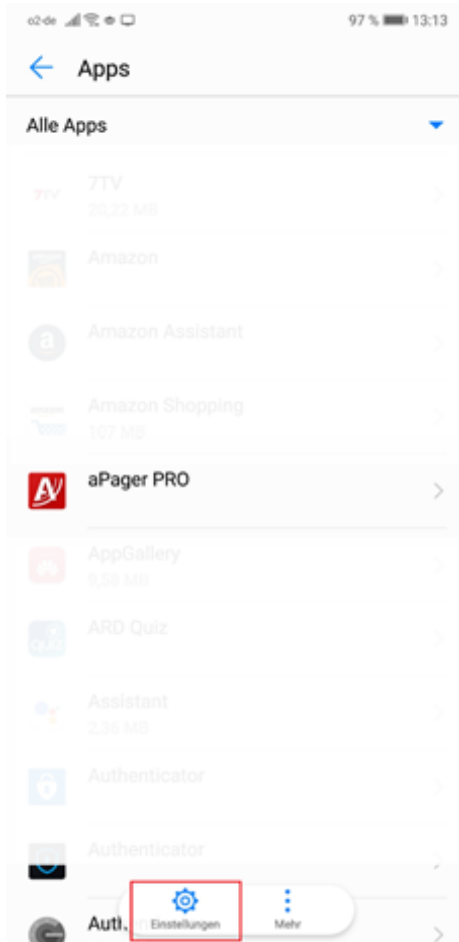 o2-de 97 % 13:13
Apps
Alle Apps
7TV
20,22 MB
Amazon
Amazon Assistant
Amazon Shopping
107 MB
aPager PRO
AppGallery
9,58 MB
ARD Quiz
Assistant
2,56 MB
Authenticator
Authenticator
Einstellungen
Mehr